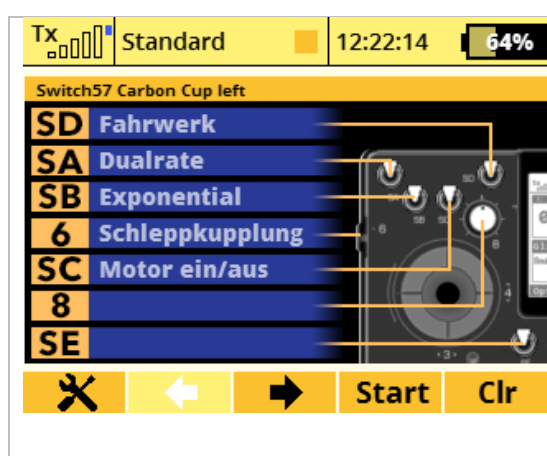 Tx Standard 12:22:14 64%
Switch57 Carbon Cup left
SD Fahrwerk
SA Dualrate
SB Exponential
6 Schleppkupplung
SC Motor ein/aus
8
SE
Start Clr